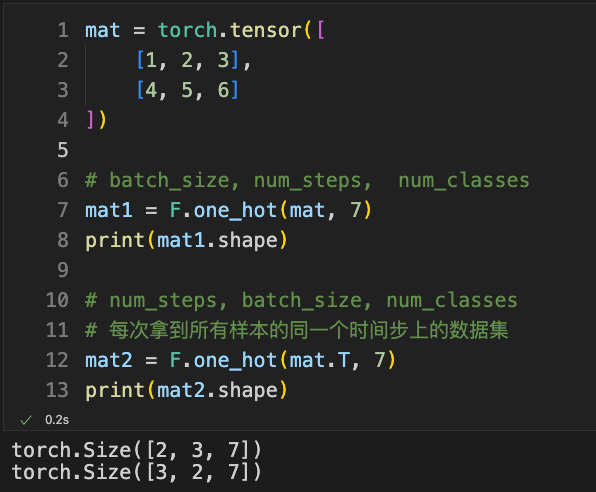 1 mat = torch.tensor([
2     [1, 2, 3],
3     [4, 5, 6]
4 ])
5
6 # batch_size, num_steps,  num_classes
7 mat1 = F.one_hot(mat, 7)
8 print(mat1.shape)
9
10 # num_steps, batch_size, num_classes
11 # 每次拿到所有样本的同一个时间步上的数据集
12 mat2 = F.one_hot(mat.T, 7)
13 print(mat2.shape)
✓ 0.2s
torch.Size([2, 3, 7])
torch.Size([3, 2, 7])